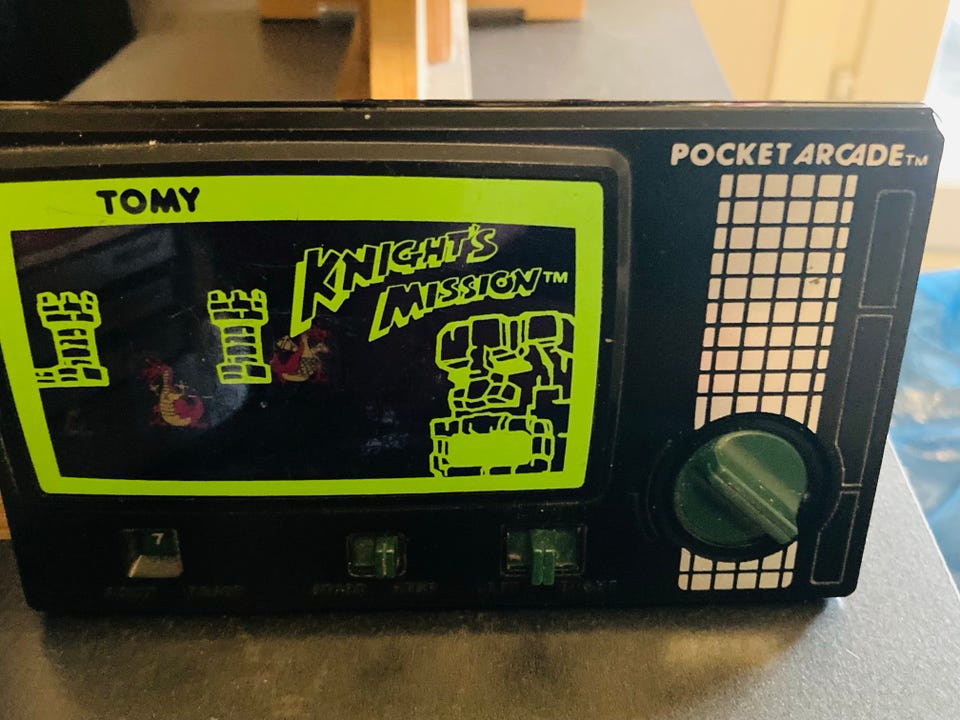 POCKET ARCADE™
TOMY
KNIGHT'S
MISSION™
7